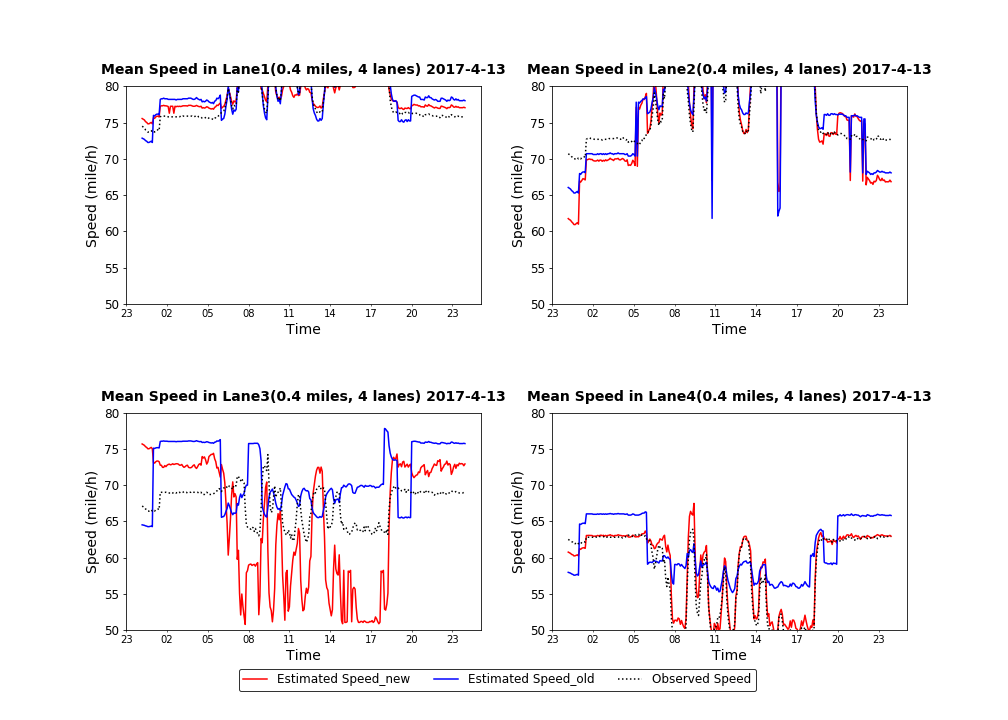 Mean Speed in Lane1(0.4 miles, 4 lanes) 2017-4-13
80
75
70
65
60
55
50
Speed (mile/h)
23 02 05 08 11 14 17 20 23
Time
Mean Speed in Lane2(0.4 miles, 4 lanes) 2017-4-13
80
75
70
65
60
55
50
Speed (mile/h)
23 02 05 08 11 14 17 20 23
Time
Mean Speed in Lane3(0.4 miles, 4 lanes) 2017-4-13
80
75
70
65
60
55
50
Speed (mile/h)
23 02 05 08 11 14 17 20 23
Time
Mean Speed in Lane4(0.4 miles, 4 lanes) 2017-4-13
80
75
70
65
60
55
50
Speed (mile/h)
23 02 05 08 11 14 17 20 23
Time
Estimated Speed_new Estimated Speed_old Observed Speed